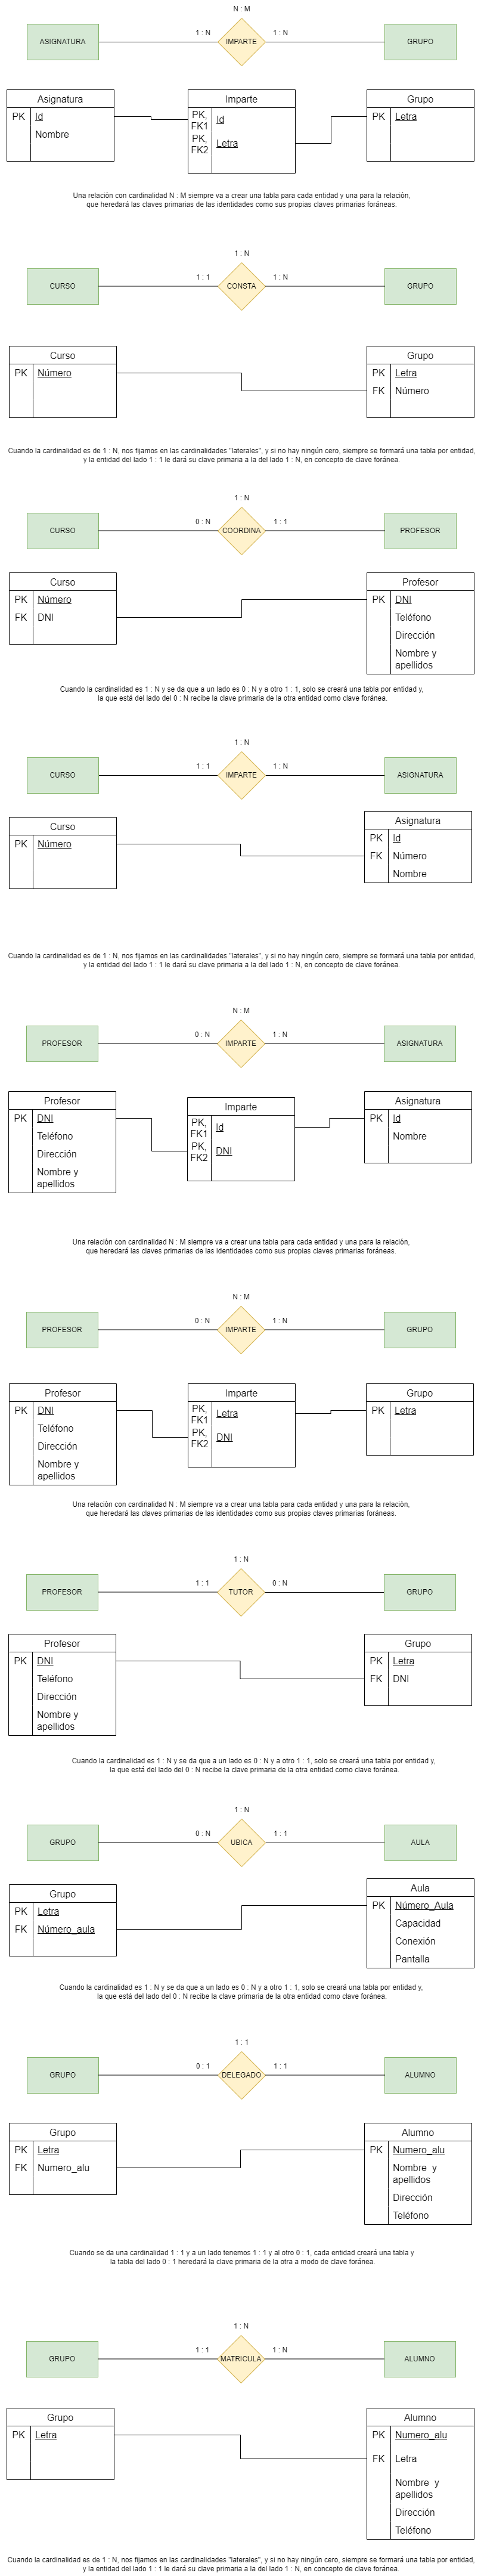 N : M
1 : N
1 : N
ASIGNATURA
IMPARTE
GRUPO
Asignatura
PK Id
Nombre
Imparte
PK, FK1 Id
PK, FK2 Letra
Grupo
PK Letra
Una relaciòn con cardinalidad N : M siempre va a crear una tabla para cada entidad y una para la relaciòn,
que heredará las claves primarias de las identidades como sus propias claves primarias foráneas.
1 : N
1 : 1
1 : N
CURSO
CONSTA
GRUPO
Curso
PK Número
Grupo
PK Letra
FK Número
Cuando la cardinalidad es de 1 : N, nos fijamos en las cardinalidades "laterales", y si no hay ningún cero, siempre se formará una tabla por entidad,
y la entidad del lado 1 : 1 le dará su clave primaria a la del lado 1 : N, en concepto de clave foránea.
1 : N
0 : N
1 : 1
CURSO
COORDINA
PROFESOR
Curso
PK Número
FK DNI
Profesor
PK DNI
Teléfono
Dirección
Nombre y
apellidos
Cuando la cardinalidad es 1 : N y se da que a un lado es 0 : N y a otro 1 : 1, solo se creará una tabla por entidad y,
la que está del lado del 0 : N recibe la clave primaria de la otra entidad como clave foránea.
1 : N
1 : 1
1 : N
CURSO
IMPARTE
ASIGNATURA
Curso
PK Número
Asignatura
PK Id
FK Número
Nombre
Cuando la cardinalidad es de 1 : N, nos fijamos en las cardinalidades "laterales", y si no hay ningún cero, siempre se formará una tabla por entidad,
y la entidad del lado 1 : 1 le dará su clave primaria a la del lado 1 : N, en concepto de clave foránea.
N : M
0 : N
1 : N
PROFESOR
IMPARTE
ASIGNATURA
Profesor
PK DNI
Teléfono
Dirección
Nombre y
apellidos
Imparte
PK, FK1 Id
PK, FK2 DNI
Asignatura
PK Id
Nombre
Una relaciòn con cardinalidad N : M siempre va a crear una tabla para cada entidad y una para la relaciòn,
que heredará las claves primarias de las identidades como sus propias claves primarias foráneas.
N : M
0 : N
1 : N
PROFESOR
IMPARTE
GRUPO
Profesor
PK DNI
Teléfono
Dirección
Nombre y
apellidos
Imparte
PK, FK1 Letra
PK, FK2 DNI
Grupo
PK Letra
Una relaciòn con cardinalidad N : M siempre va a crear una tabla para cada entidad y una para la relaciòn,
que heredará las claves primarias de las identidades como sus propias claves primarias foráneas.
1 : N
1 : 1
0 : N
PROFESOR
TUTOR
GRUPO
Profesor
PK DNI
Teléfono
Dirección
Nombre y
apellidos
Grupo
PK Letra
FK DNI
Cuando la cardinalidad es 1 : N y se da que a un lado es 0 : N y a otro 1 : 1, solo se creará una tabla por entidad y,
la que está del lado del 0 : N recibe la clave primaria de la otra entidad como clave foránea.
1 : N
0 : N
1 : 1
GRUPO
UBICA
AULA
Grupo
PK Letra
FK Número_aula
Aula
PK Número_Aula
Capacidad
Conexión
Pantalla
Cuando la cardinalidad es 1 : N y se da que a un lado es 0 : N y a otro 1 : 1, solo se creará una tabla por entidad y,
la que está del lado del 0 : N recibe la clave primaria de la otra entidad como clave foránea.
1 : 1
0 : 1
1 : 1
GRUPO
DELEGADO
ALUMNO
Grupo
PK Letra
FK Numero_alu
Alumno
PK Numero_alu
Nombre y
apellidos
Dirección
Teléfono
Cuando se da una cardinalidad 1 : 1 y a un lado tenemos 1 : 1 y al otro 0 : 1, cada entidad creará una tabla y
la tabla del lado 0 : 1 heredará la clave primaria de la otra a modo de clave foránea.
1 : N
1 : 1
1 : N
GRUPO
MATRICULA
ALUMNO
Grupo
PK Letra
Alumno
PK Numero_alu
FK Letra
Nombre y
apellidos
Dirección
Teléfono
Cuando la cardinalidad es de 1 : N, nos fijamos en las cardinalidades "laterales", y si no hay ningún cero, siempre se formará una tabla por entidad,
y la entidad del lado 1 : 1 le dará su clave primaria a la del lado 1 : N, en concepto de clave foránea.